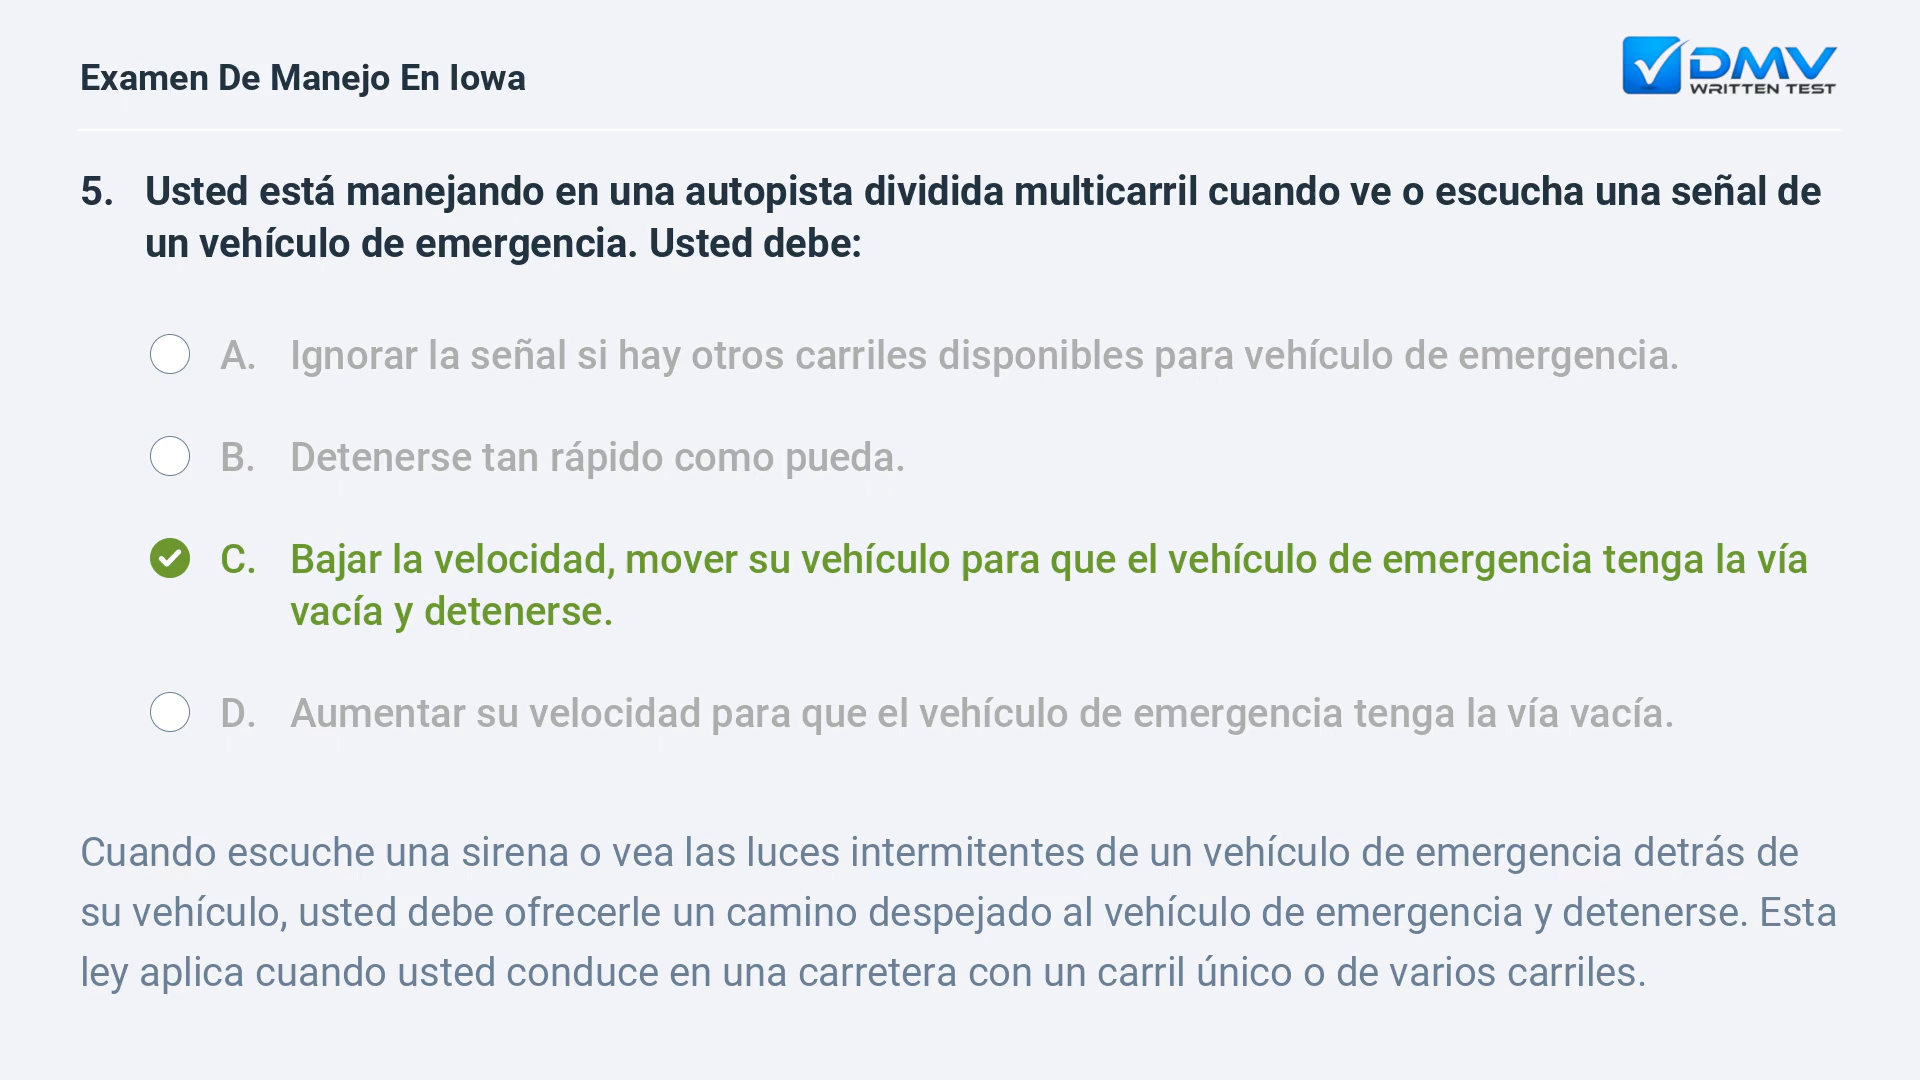 Examen De Manejo En Iowa
DMV
WRITTEN TEST
5. Usted está manejando en una autopista dividida multicarril cuando ve o escucha una señal de
un vehículo de emergencia. Usted debe:
A. Ignorar la señal si hay otros carriles disponibles para vehículo de emergencia.
B. Detenerse tan rápido como pueda.
C. Bajar la velocidad, mover su vehículo para que el vehículo de emergencia tenga la vía
vacía y detenerse.
D. Aumentar su velocidad para que el vehículo de emergencia tenga la vía vacía.
Cuando escuche una sirena o vea las luces intermitentes de un vehículo de emergencia detrás de
su vehículo, usted debe ofrecerle un camino despejado al vehículo de emergencia y detenerse. Esta
ley aplica cuando usted conduce en una carretera con un carril único o de varios carriles.